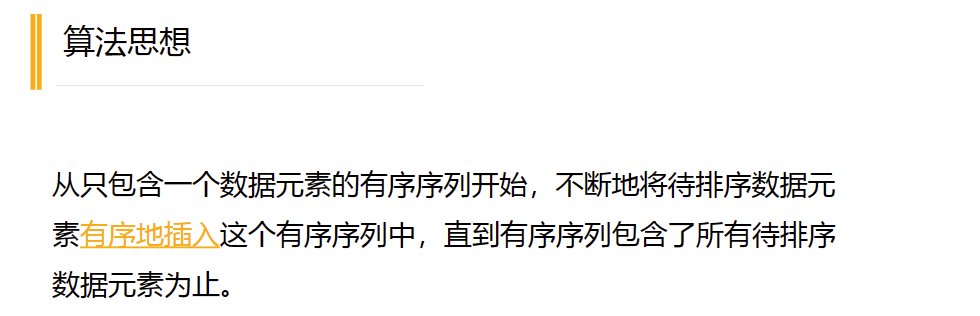 算法思想
从只包含一个数据元素的有序序列开始，不断地将待排序数据元
素有序地插入这个有序序列中，直到有序序列包含了所有待排序
数据元素为止。